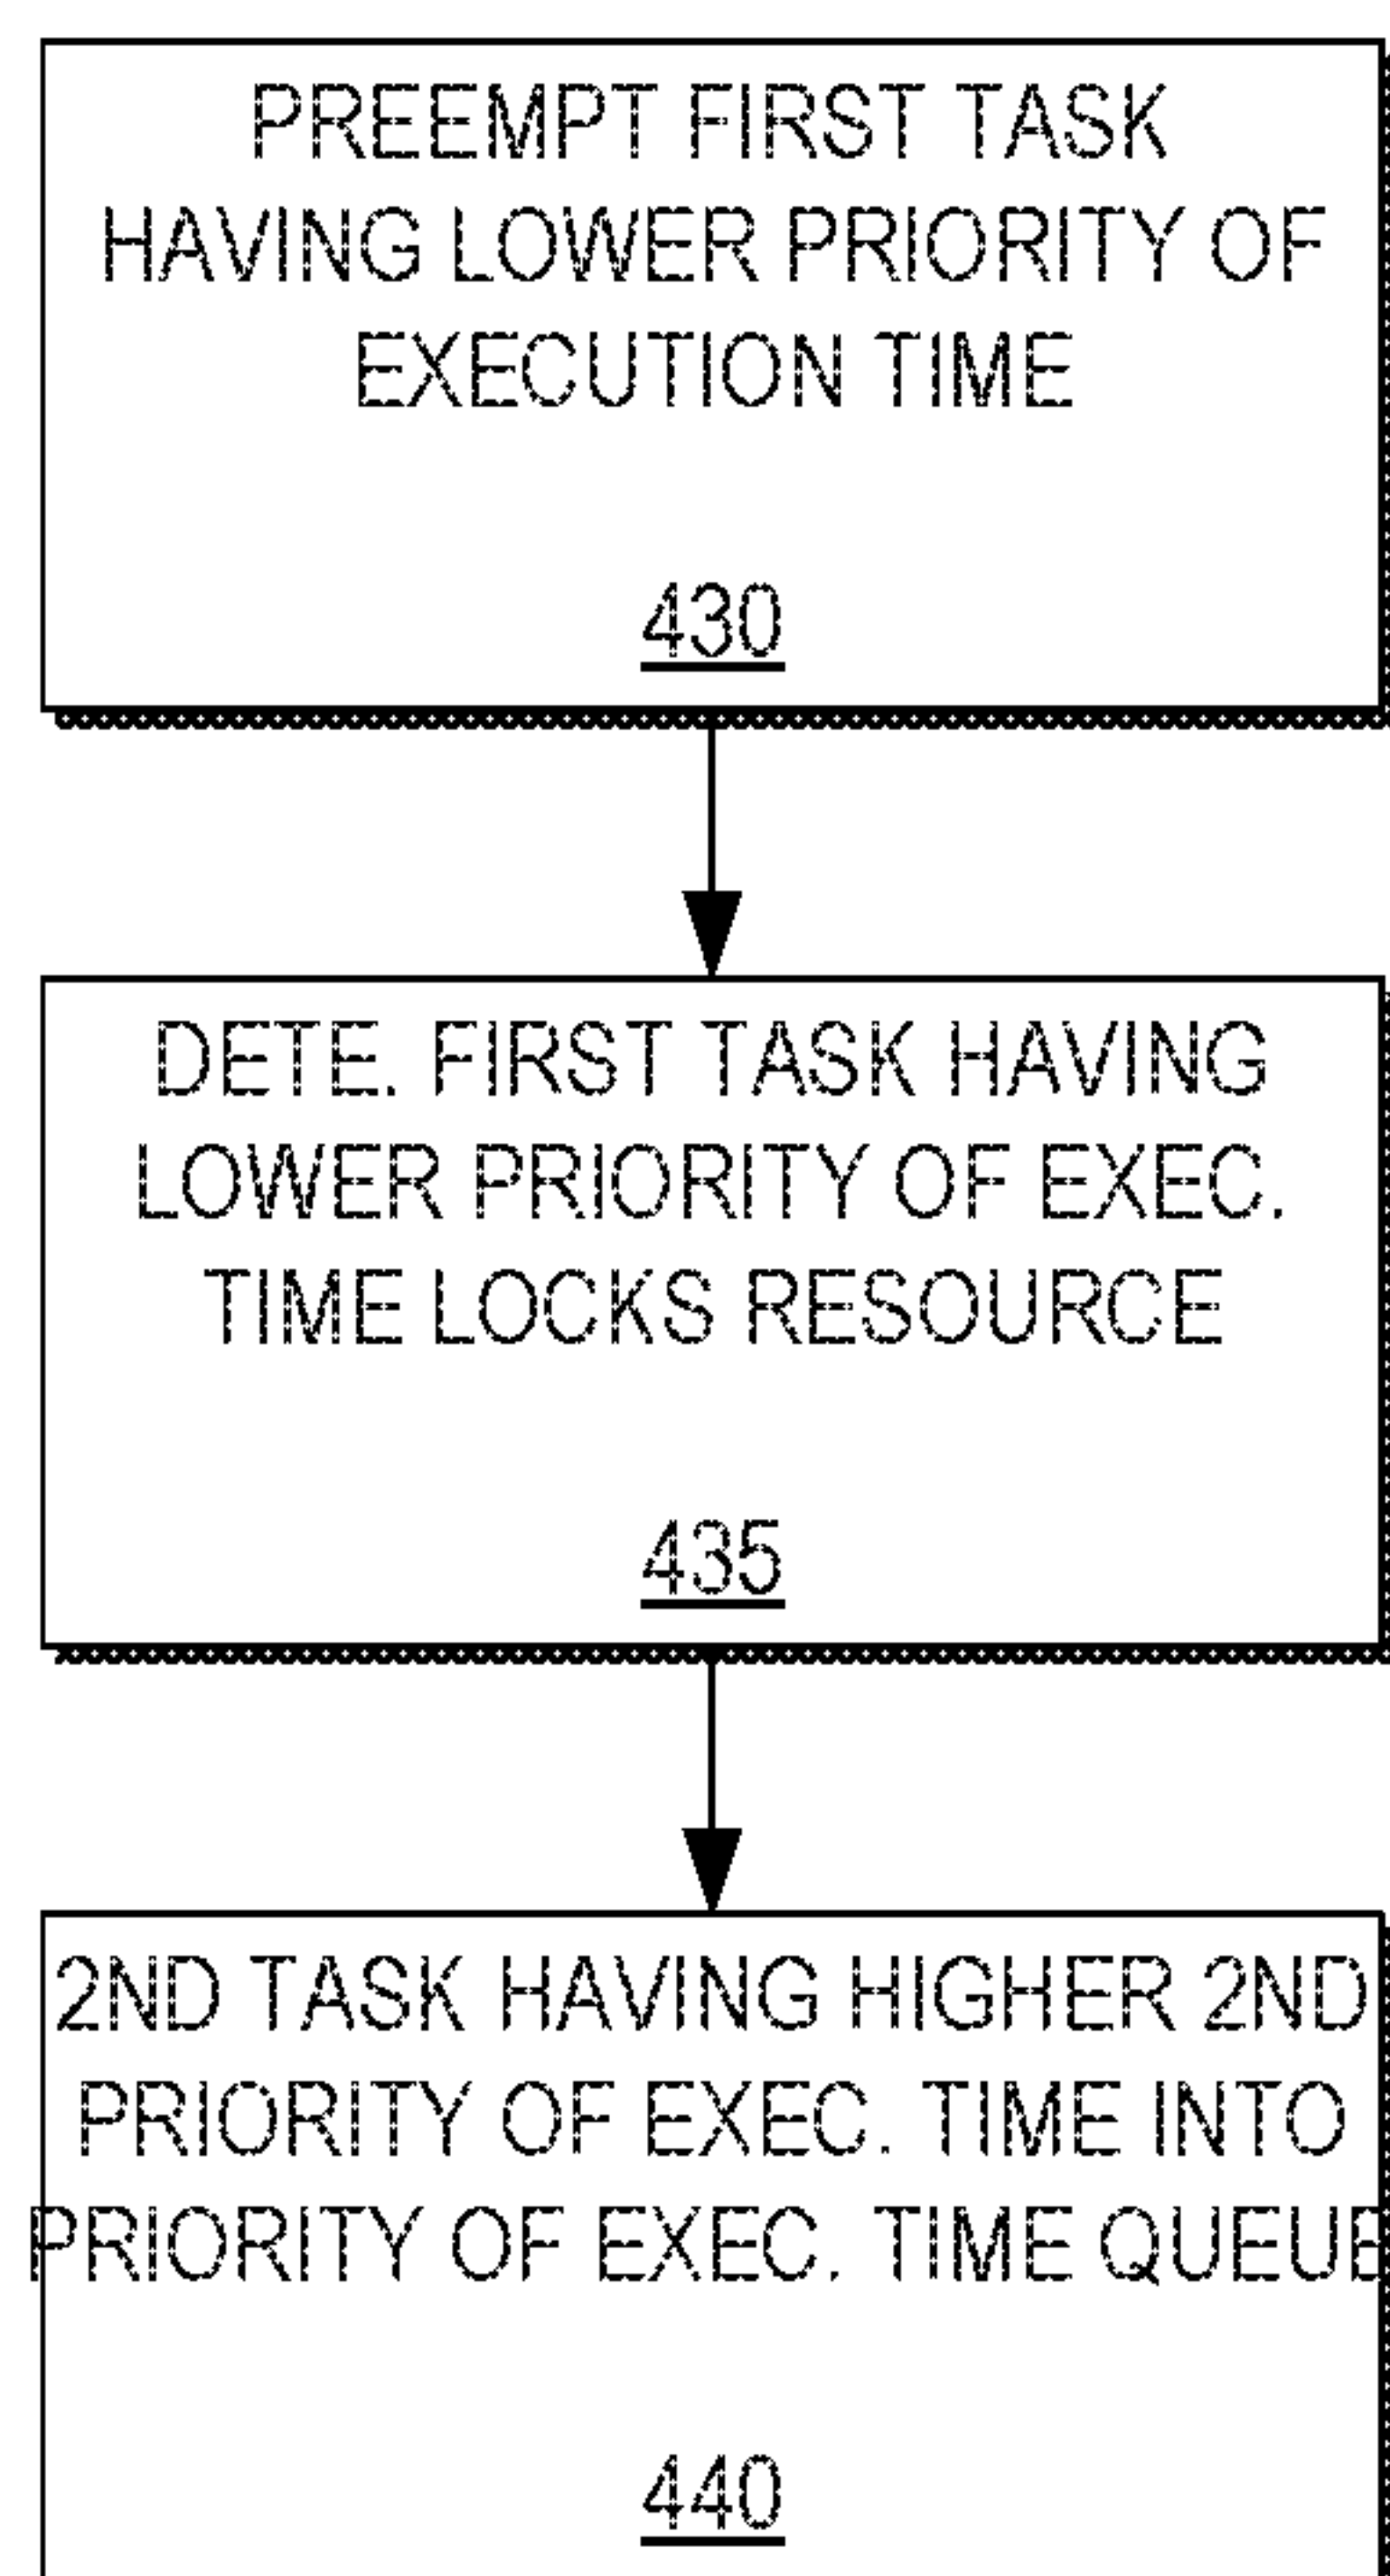 PREEMPT FIRST TASK
HAVING LOWER PRIORITY OF
EXECUTION TIME
430
DETE. FIRST TASK HAVING
LOWER PRIORITY OF EXEC.
TIME LOCKS RESOURCE
435
2ND TASK HAVING HIGHER 2ND
PRIORITY OF EXEC. TIME INTO
PRIORITY OF EXEC. TIME QUEUE
440